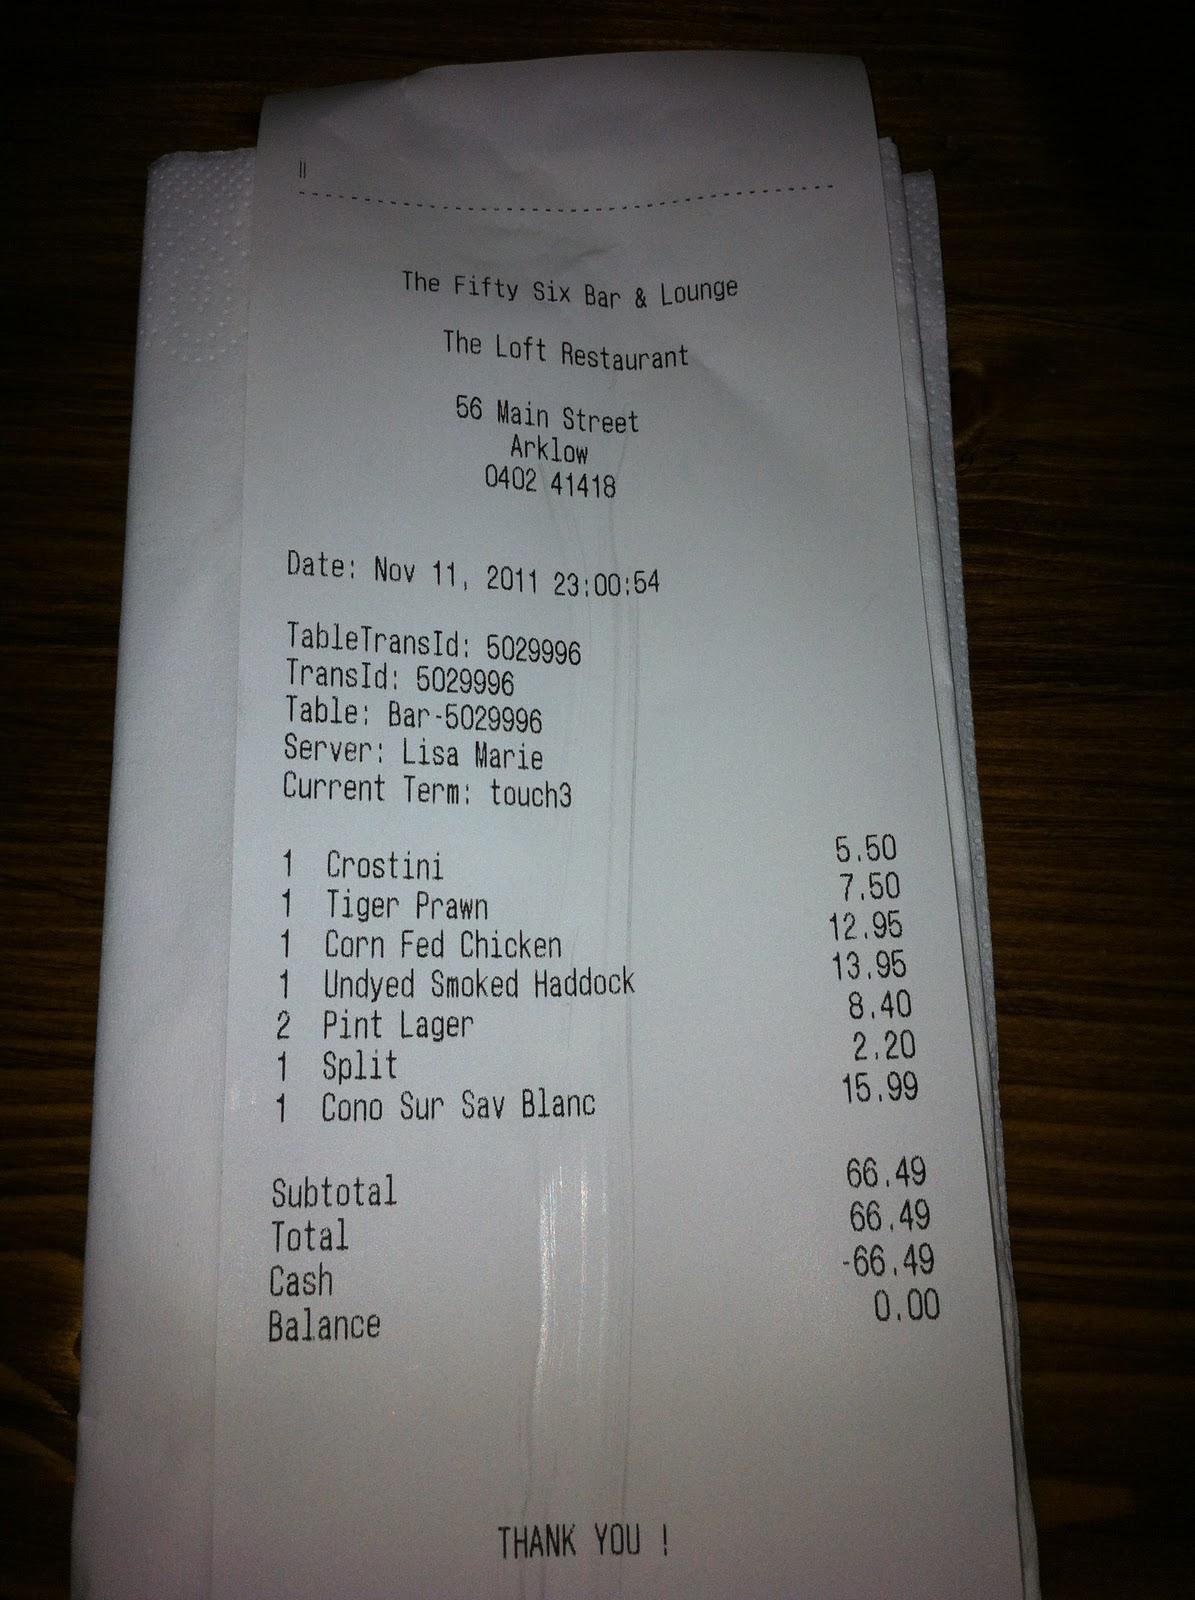 The Fifty Six Bar & Lounge
The Loft Restaurant
56 Main Street
Arklow
0402 41418
Date: Nov 11, 2011 23:00:54
TableTransId: 5029996
TransId: 5029996
Table: Bar-5029996
Server: Lisa Marie
Current Term: touch3
1 Crostini 5.50
1 Tiger Prawn 7.50
1 Corn Fed Chicken 12.95
1 Undyed Smoked Haddock 13.95
2 Pint Lager 8.40
1 Split 2.20
1 Cono Sur Sav Blanc 15.99
Subtotal 66.49
Total 66.49
Cash -66.49
Balance 0.00
THANK YOU !